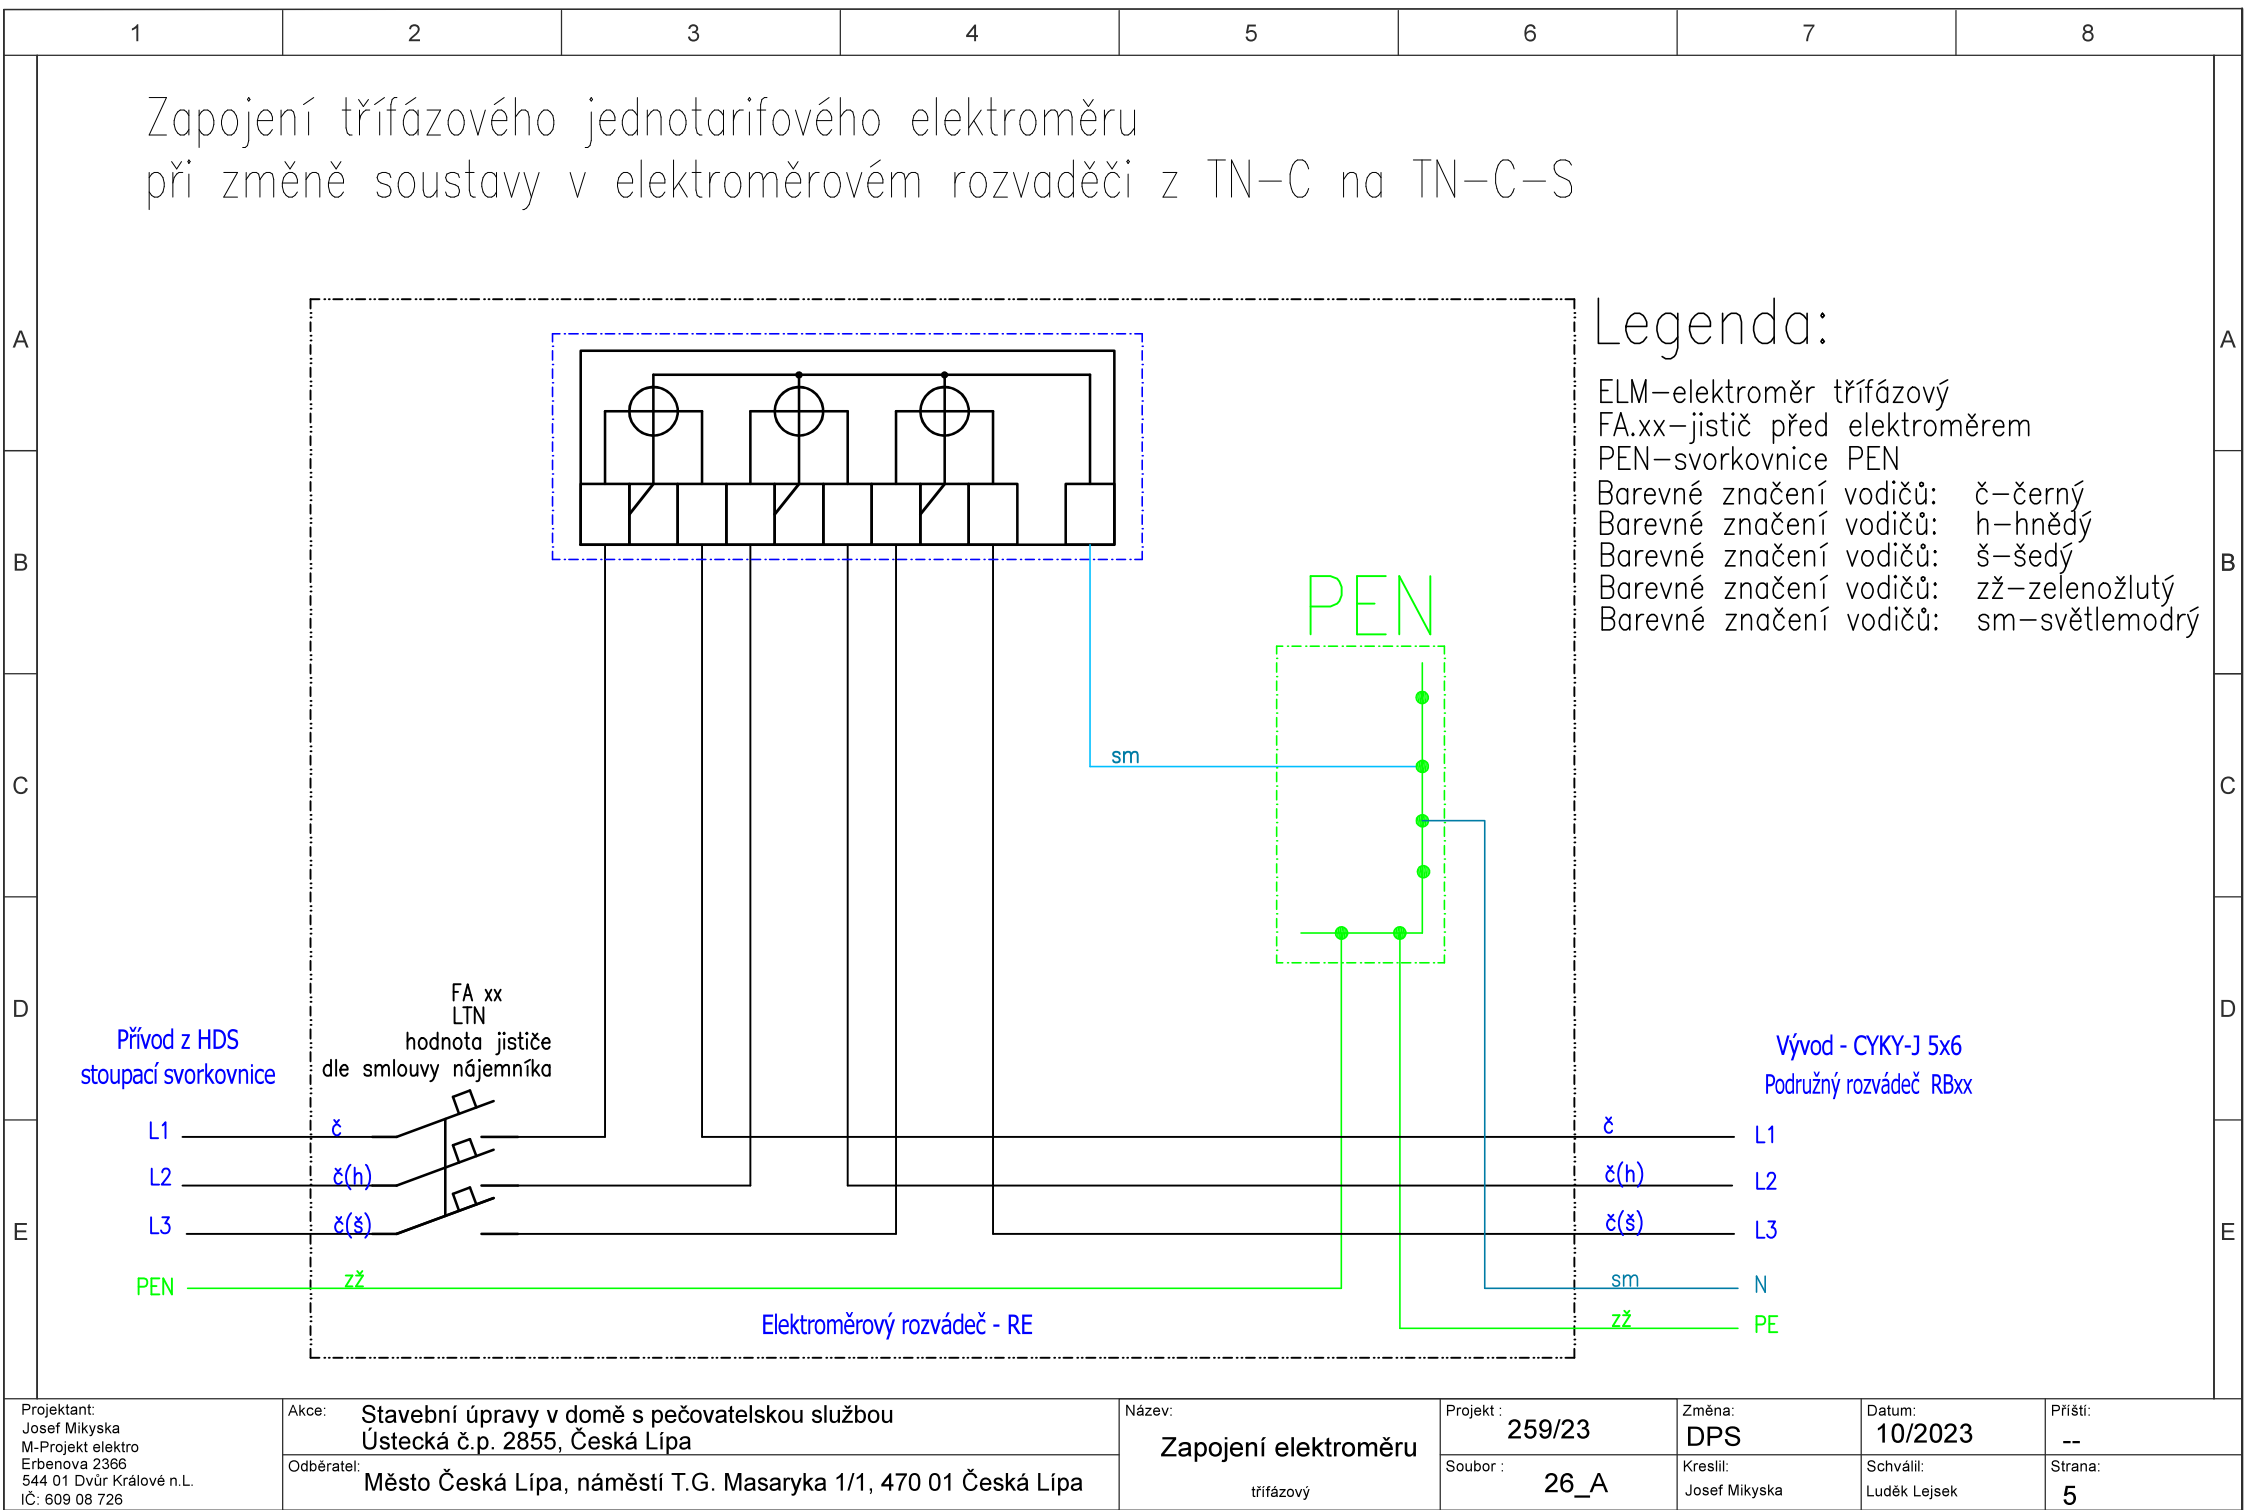 1 2 3 4 5 6 7 8
Zapojení třífázového jednotarifového elektroměru
při změně soustavy v elektroměrovém rozvaděči z TN-C na TN-C-S
A
B
C
D
E
A
B
C
D
E
Legenda:
ELM-elektroměr třífázový
FA.xx-jistič před elektroměrem
PEN-svorkovnice PEN
Barevné značení vodičů: č-černý
Barevné značení vodičů: h-hnědý
Barevné značení vodičů: š-šedý
Barevné značení vodičů: zž-zelenožlutý
Barevné značení vodičů: sm-světlemodrý
PEN
sm
FA xx
LTN
hodnota jističe
dle smlouvy nájemníka
Přívod z HDS
stoupací svorkovnice
L1 č
L2 č(h)
L3 č(š)
PEN zž
Elektroměrový rozváděč - RE
Vývod - CYKY-J 5x6
Podružný rozváděč RBxx
č L1
č(h) L2
č(š) L3
sm N
zž PE
Projektant:
Josef Mikyska
M-Projekt elektro
Erbenova 2366
544 01 Dvůr Králové n.L.
IČ: 609 08 726
Akce: Stavební úpravy v domě s pečovatelskou službou
Ústecká č.p. 2855, Česká Lípa
Odběratel: Město Česká Lípa, náměstí T.G. Masaryka 1/1, 470 01 Česká Lípa
Název:
Zapojení elektroměru
třífázový
Projekt : 259/23
Soubor : 26_A
Změna:
DPS
Kreslil:
Josef Mikyska
Datum:
10/2023
Schválil:
Luděk Lejsek
Příští:
--
Strana:
5